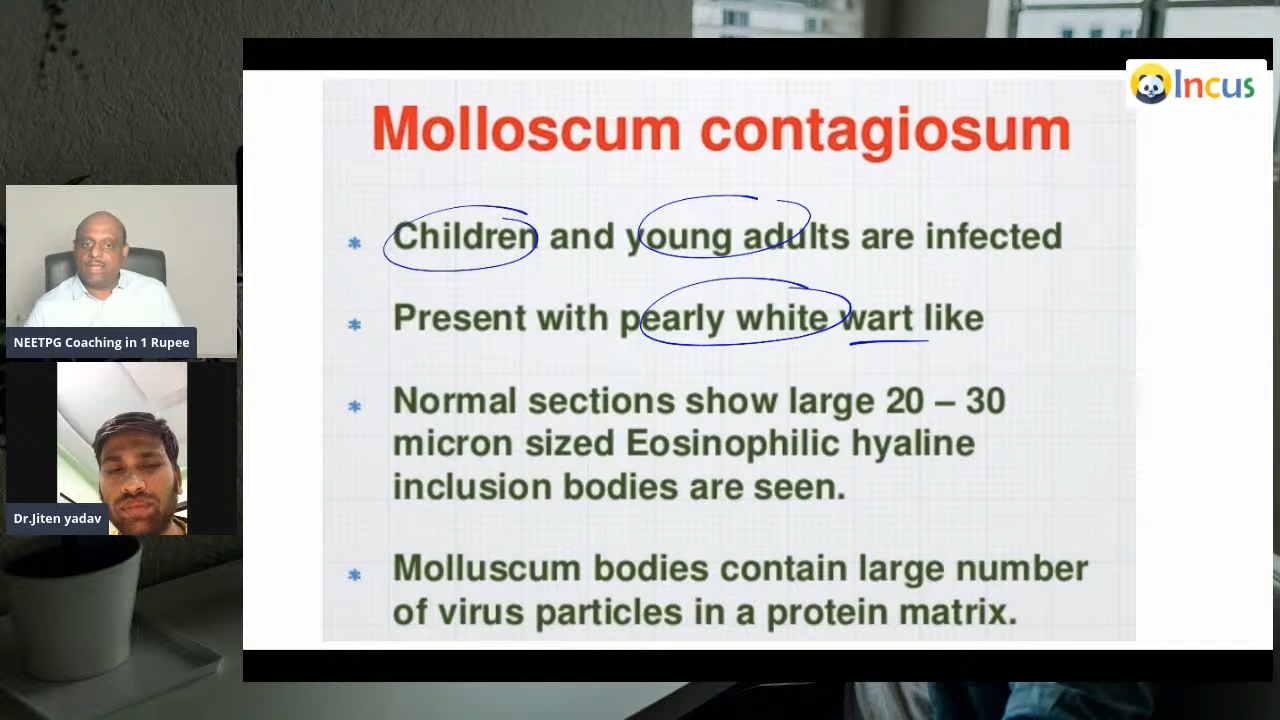 Incus
Molloscum contagiosum
* Children and young adults are infected
* Present with pearly white wart like
* Normal sections show large 20 – 30
micron sized Eosinophilic hyaline
inclusion bodies are seen.
* Molluscum bodies contain large number
of virus particles in a protein matrix.
NEETPG Coaching in 1 Rupee
Dr.Jiten yadav